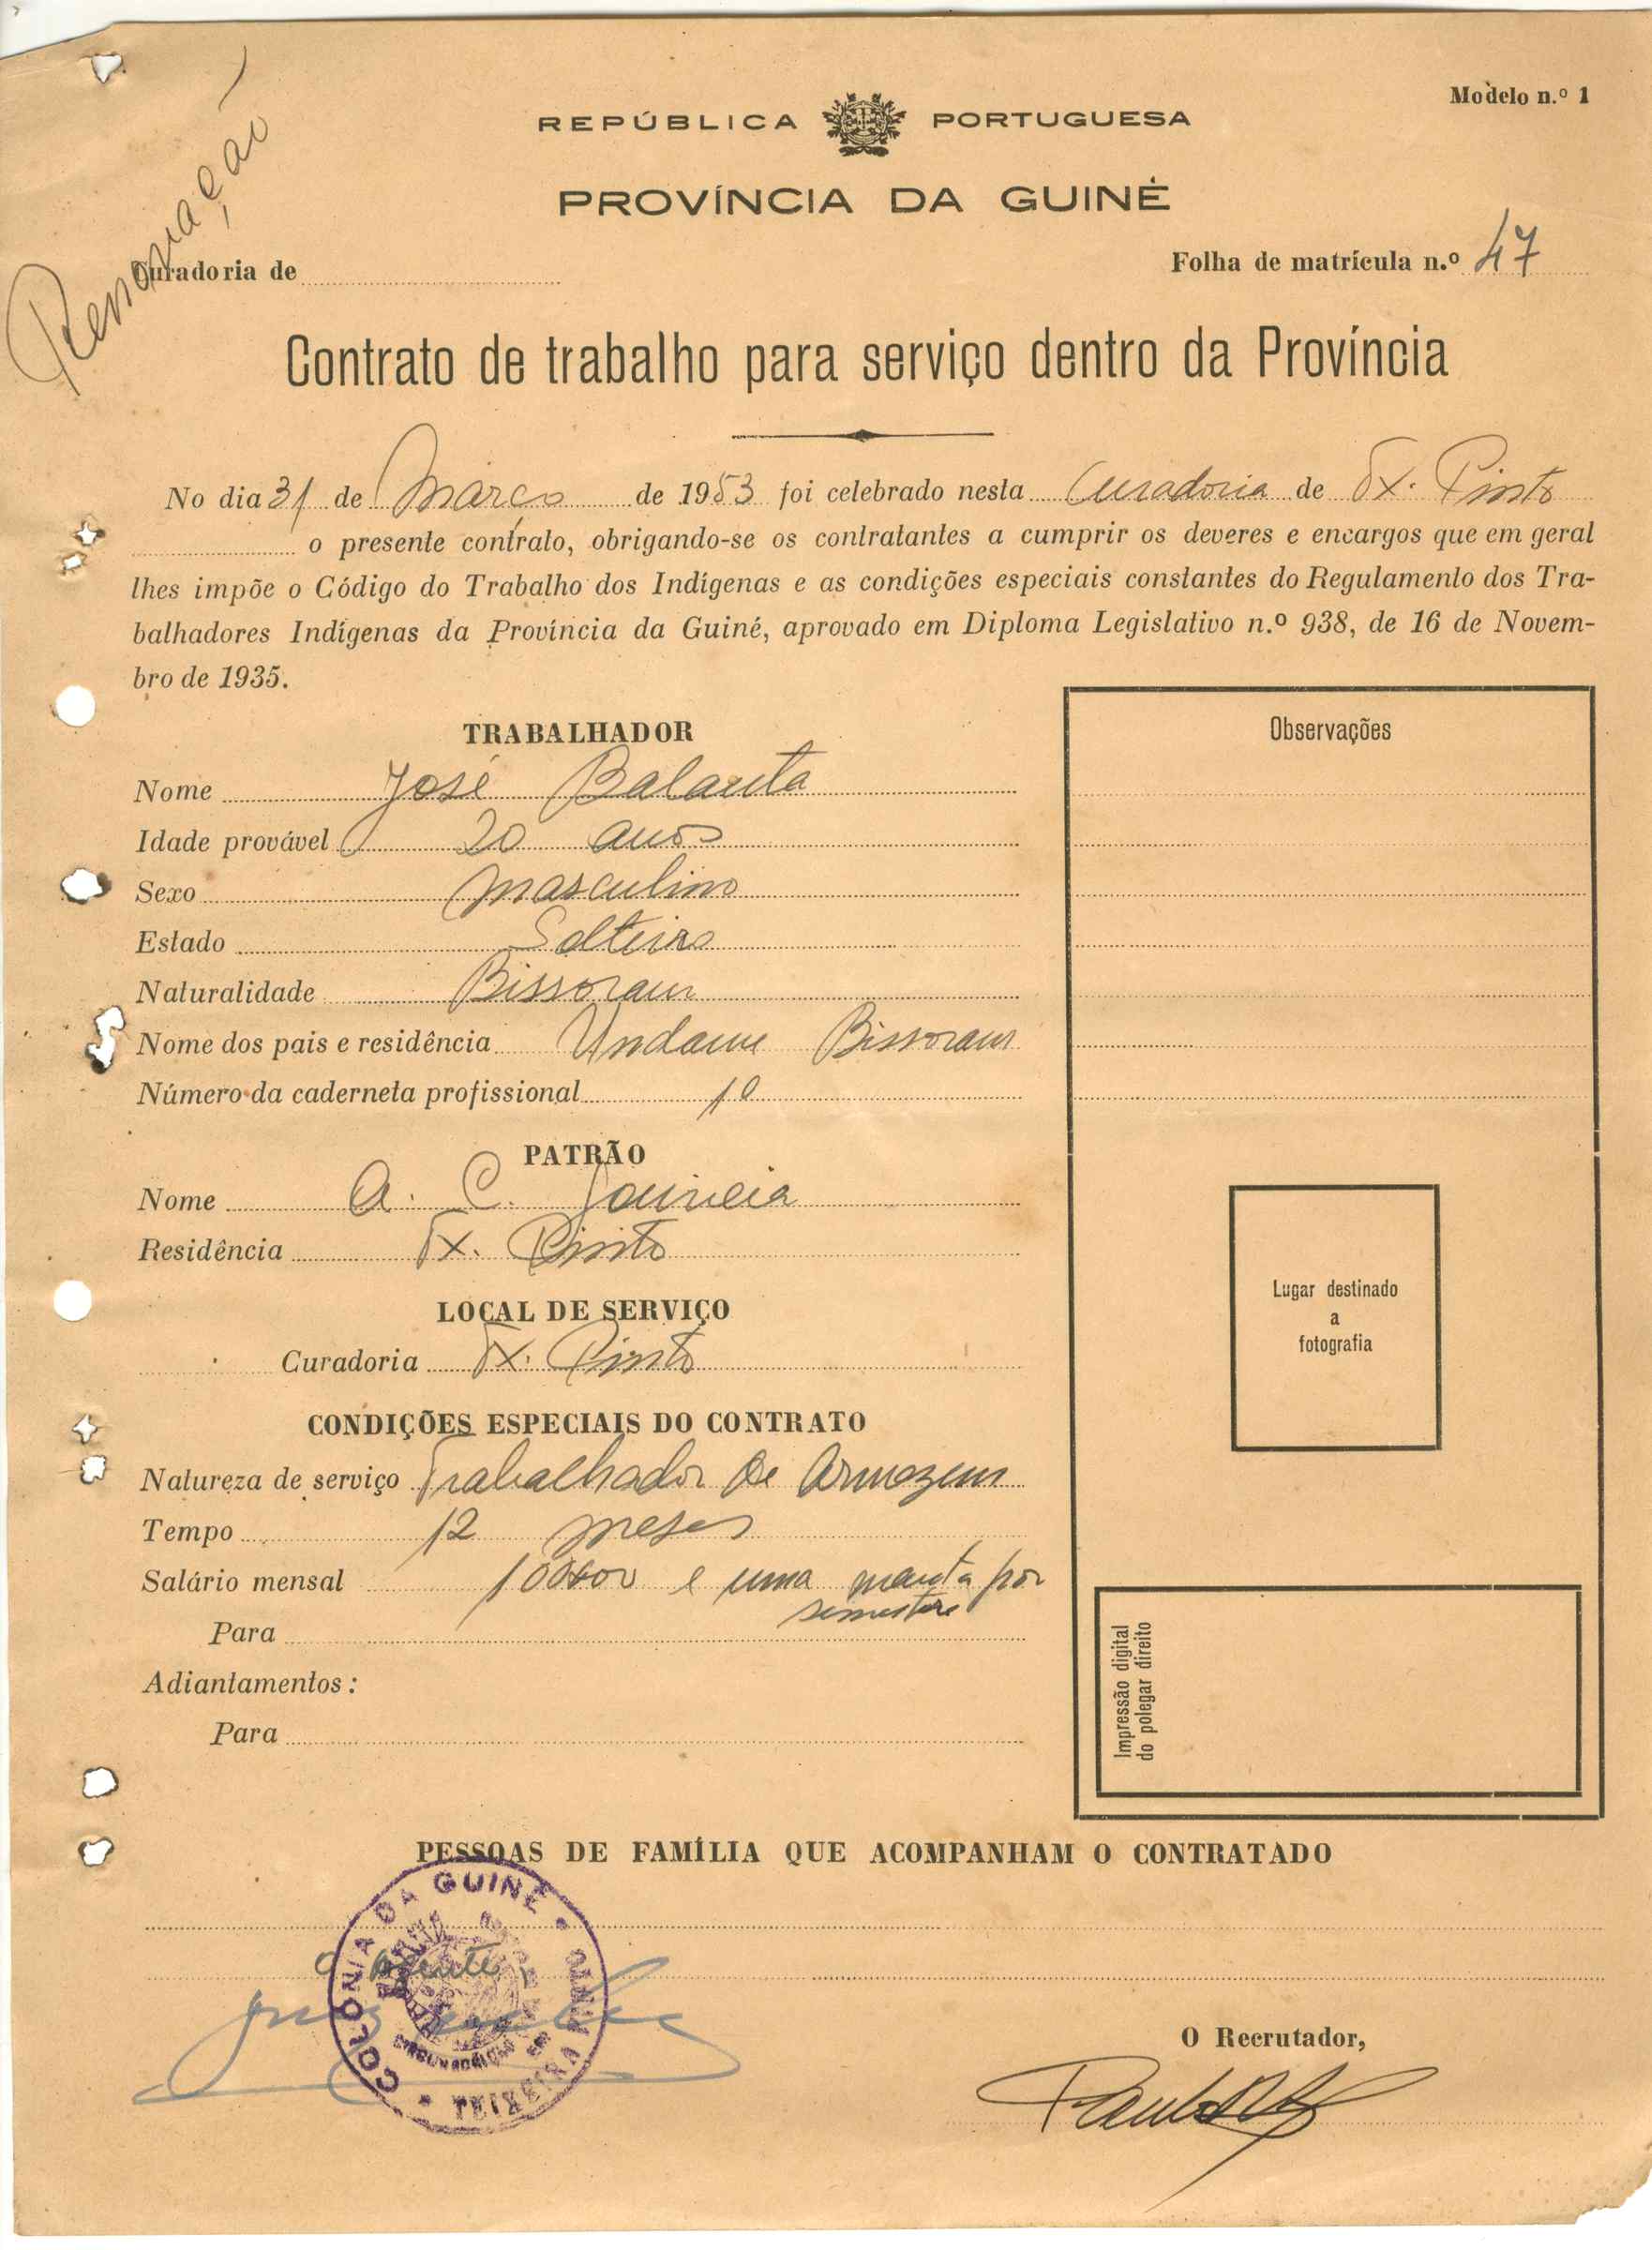 Renovação
Modêlo n.º 1
REPÚBLICA PORTUGUESA
PROVÍNCIA DA GUINÉ
Curadoria de
Folha de matrícula n.º 47
Contrato de trabalho para serviço dentro da Província
No dia 31 de Março de 1953 foi celebrado nesta Curadoria de Tx. Pinto
o presente contrato, obrigando-se os contratantes a cumprir os deveres e encargos que em geral
lhes impõe o Código do Trabalho dos Indígenas e as condições especiais constantes do Regulamento dos Tra-
balhadores Indígenas da Província da Guiné, aprovado em Diploma Legislativo n.º 938, de 16 de Novem-
bro de 1935.
TRABALHADOR
Nome José Balanta
Idade provável 20 anos
Sexo Masculino
Estado Solteiro
Naturalidade Bissoram
Nome dos pais e residência Undame Bissoram
Número da caderneta profissional 10
PATRÃO
Nome A. C. Gouveia
Residência Tx. Pinto
LOCAL DE SERVIÇO
Curadoria Tx. Pinto
CONDIÇÕES ESPECIAIS DO CONTRATO
Natureza de serviço Trabalhador de Armazem
Tempo 12 meses
Salário mensal 100$00 e uma manta por
semestre
Para
Adiantamentos:
Para
Observações
Lugar destinado
a
fotografia
Impressão digital
do polegar direito
PESSOAS DE FAMÍLIA QUE ACOMPANHAM O CONTRATADO
COLÓNIA DA GUINÉ
TEIXEIRA PINTO
O Agente
O Recrutador,